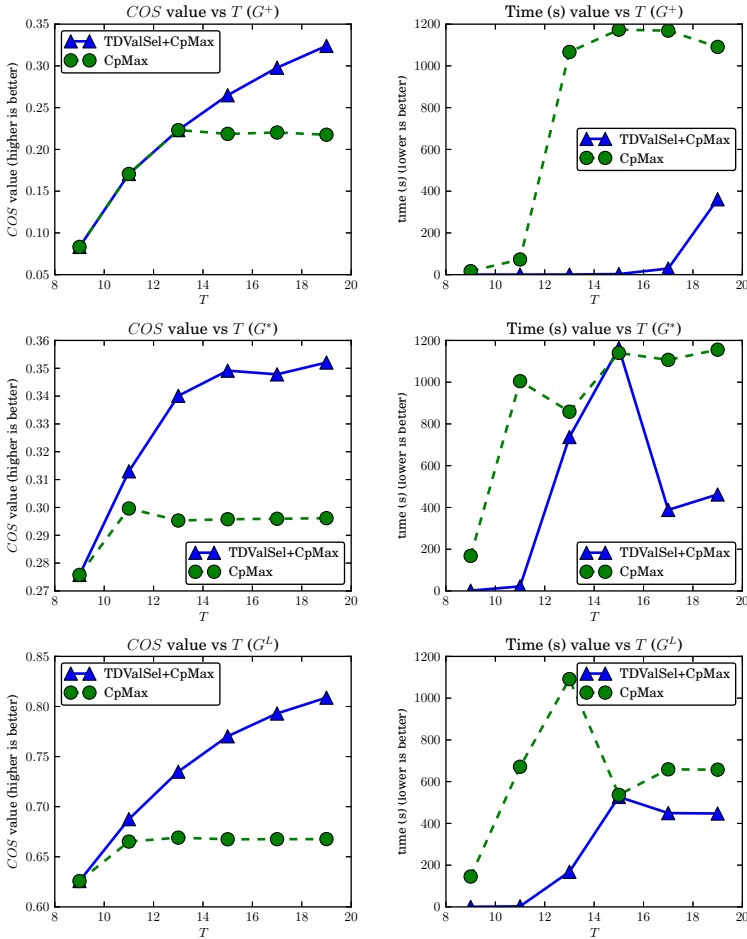 COS value vs T (G⁺)
COS value (higher is better)
0.35
0.30
0.25
0.20
0.15
0.10
0.05
TDValSel+CpMax
CpMax
8 10 12 14 16 18 20
T
Time (s) value vs T (G⁺)
time (s) (lower is better)
1200
1000
800
600
400
200
0
TDValSel+CpMax
CpMax
8 10 12 14 16 18 20
T
COS value vs T (G*)
COS value (higher is better)
0.36
0.35
0.34
0.33
0.32
0.31
0.30
0.29
0.28
0.27
TDValSel+CpMax
CpMax
8 10 12 14 16 18 20
T
Time (s) value vs T (G*)
time (s) (lower is better)
1200
1000
800
600
400
200
0
TDValSel+CpMax
CpMax
8 10 12 14 16 18 20
T
COS value vs T (Gᴸ)
COS value (higher is better)
0.85
0.80
0.75
0.70
0.65
0.60
TDValSel+CpMax
CpMax
8 10 12 14 16 18 20
T
Time (s) value vs T (Gᴸ)
time (s) (lower is better)
1200
1000
800
600
400
200
0
TDValSel+CpMax
CpMax
8 10 12 14 16 18 20
T